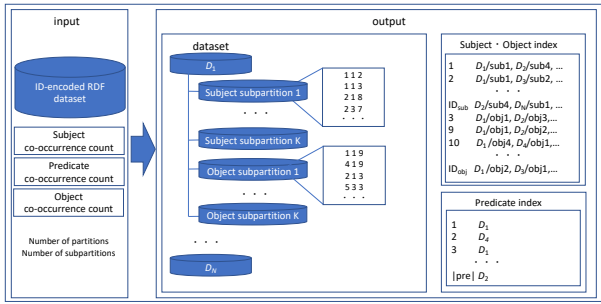 input
ID-encoded RDF
dataset
Subject
co-occurrence count
Predicate
co-occurrence count
Object
co-occurrence count
Number of partitions
Number of subpartitions
output
dataset
D1
Subject subpartition 1
. . .
Subject subpartition K
Object subpartition 1
. . .
Object subpartition K
. . .
DN
1 1 2
1 1 3
2 1 8
2 3 7
. . .
1 1 9
4 1 9
2 1 3
5 3 3
. . .
Subject・Object index
1 D1/sub1, D2/sub4, ...
2 D1/sub1, D3/sub2, ...
. . .
IDsub D2/sub4, DN/sub1, ...
3 D1/obj1, D2/obj3, ...
9 D1/obj1, D2/obj2, ...
10 D1/obj4, D4/obj1, ...
. . .
IDobj D1/obj2, D3/obj1, ...
Predicate index
1 D1
2 D4
3 D1
. . .
|pre| D2